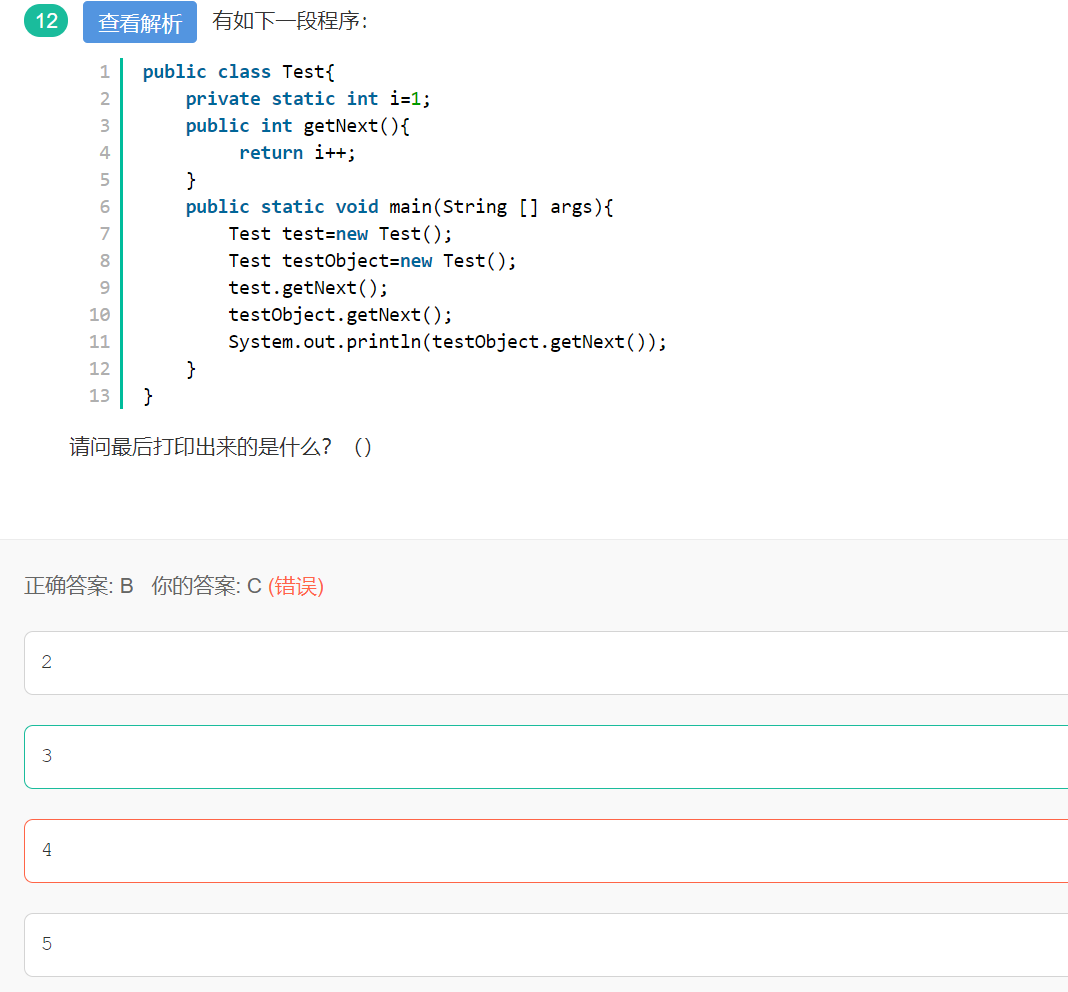 12 查看解析 有如下一段程序：
1 public class Test{
2     private static int i=1;
3     public int getNext(){
4          return i++;
5     }
6     public static void main(String [] args){
7         Test test=new Test();
8         Test testObject=new Test();
9         test.getNext();
10         testObject.getNext();
11         System.out.println(testObject.getNext());
12     }
13 }
请问最后打印出来的是什么？（）
正确答案: B 你的答案: C (错误)
2
3
4
5